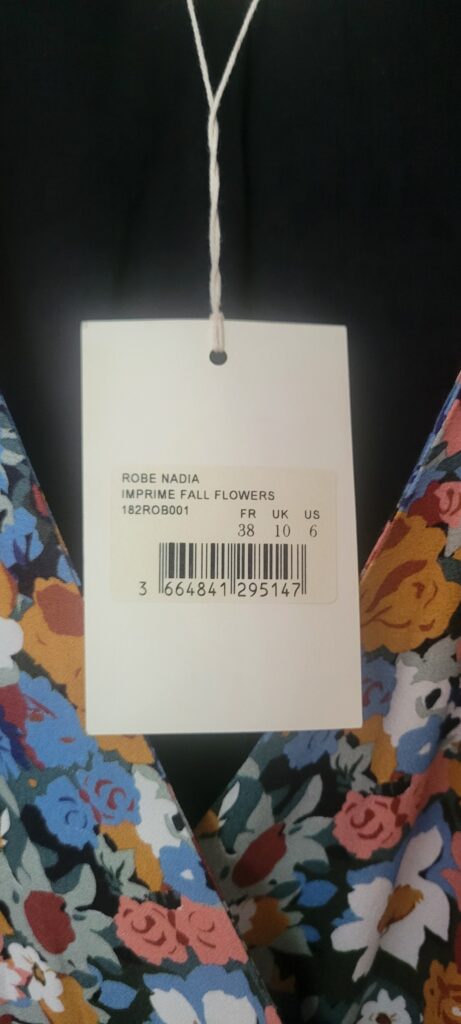 ROBE NADIA
IMPRIME FALL FLOWERS
182ROB001 FR UK US
38 10 6
3 664841 295147